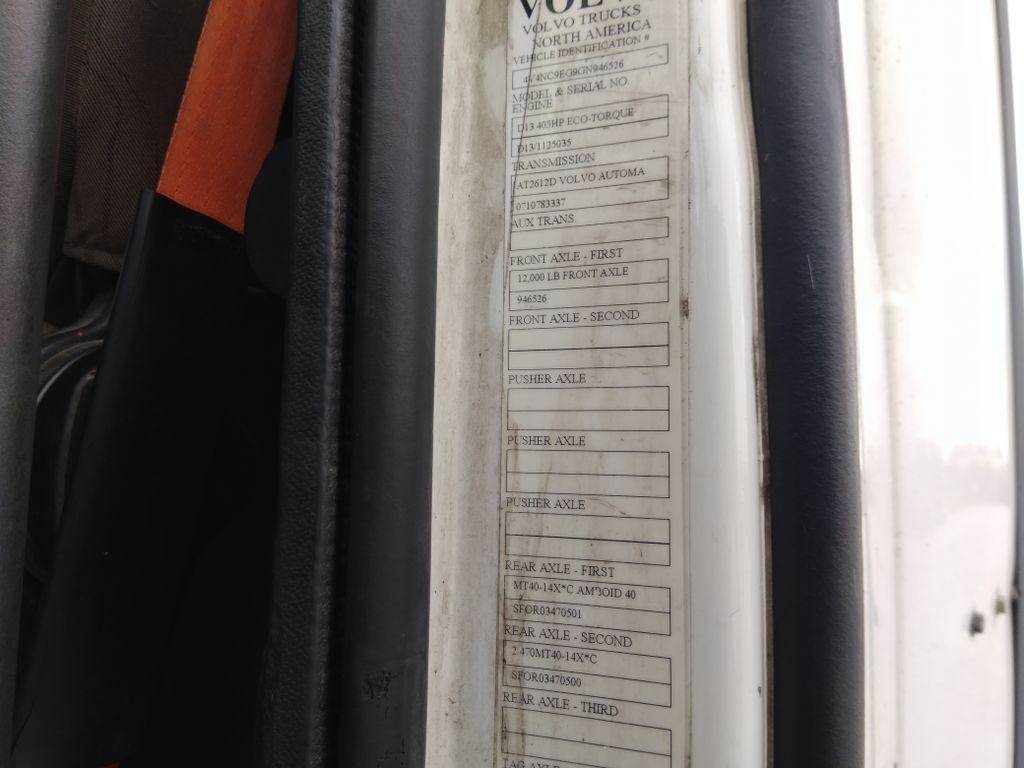 VOLVO
VOLVO TRUCKS
NORTH AMERICA
VEHICLE IDENTIFICATION #
4V4NC9EG9GN946526
MODEL & SERIAL NO
ENGINE
D13 405HP ECO-TORQUE
D13/1125035
TRANSMISSION
AT2612D VOLVO AUTOMA
0710783337
AUX TRANS.
FRONT AXLE - FIRST
12,000 LB FRONT AXLE
946526
FRONT AXLE - SECOND
PUSHER AXLE
PUSHER AXLE
PUSHER AXLE
REAR AXLE - FIRST
MT40-14X*C AMBOID 40
SFOR03470501
REAR AXLE - SECOND
2.470MT40-14X*C
SFOR03470500
REAR AXLE - THIRD
TAG AXLE